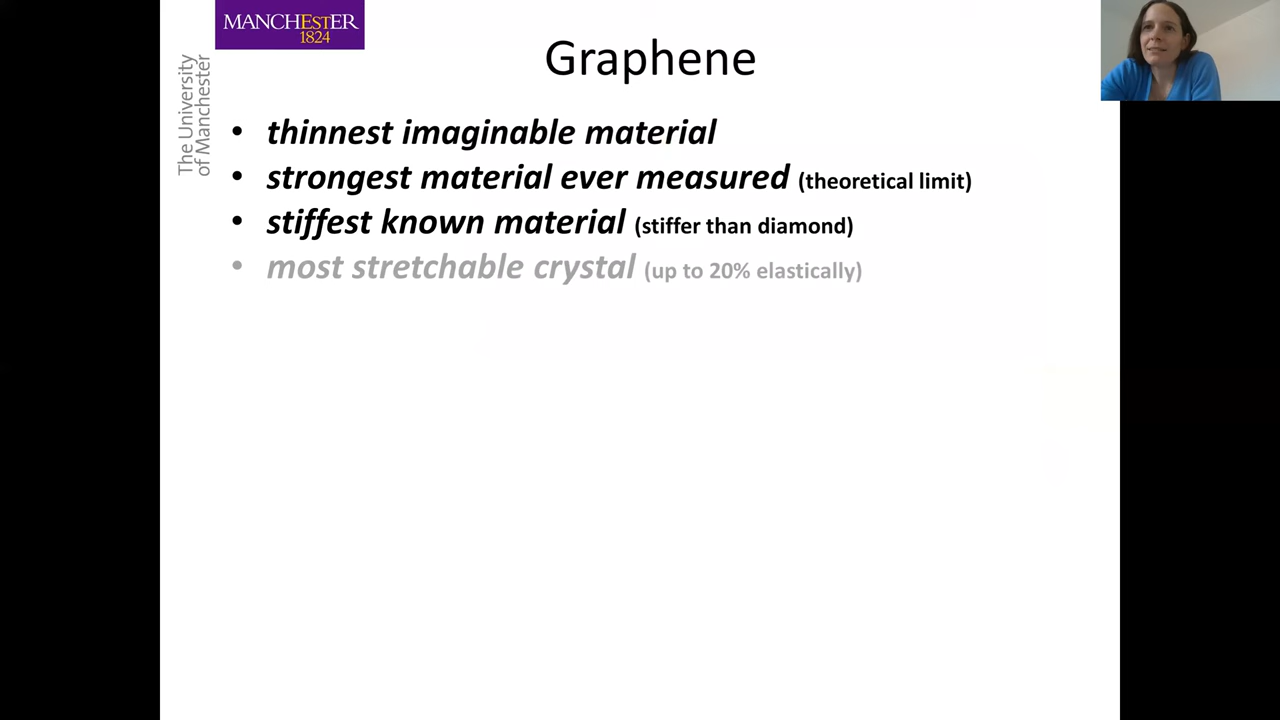 MANCHESTER
1824
The University
of Manchester
Graphene
• thinnest imaginable material
• strongest material ever measured (theoretical limit)
• stiffest known material (stiffer than diamond)
• most stretchable crystal (up to 20% elastically)